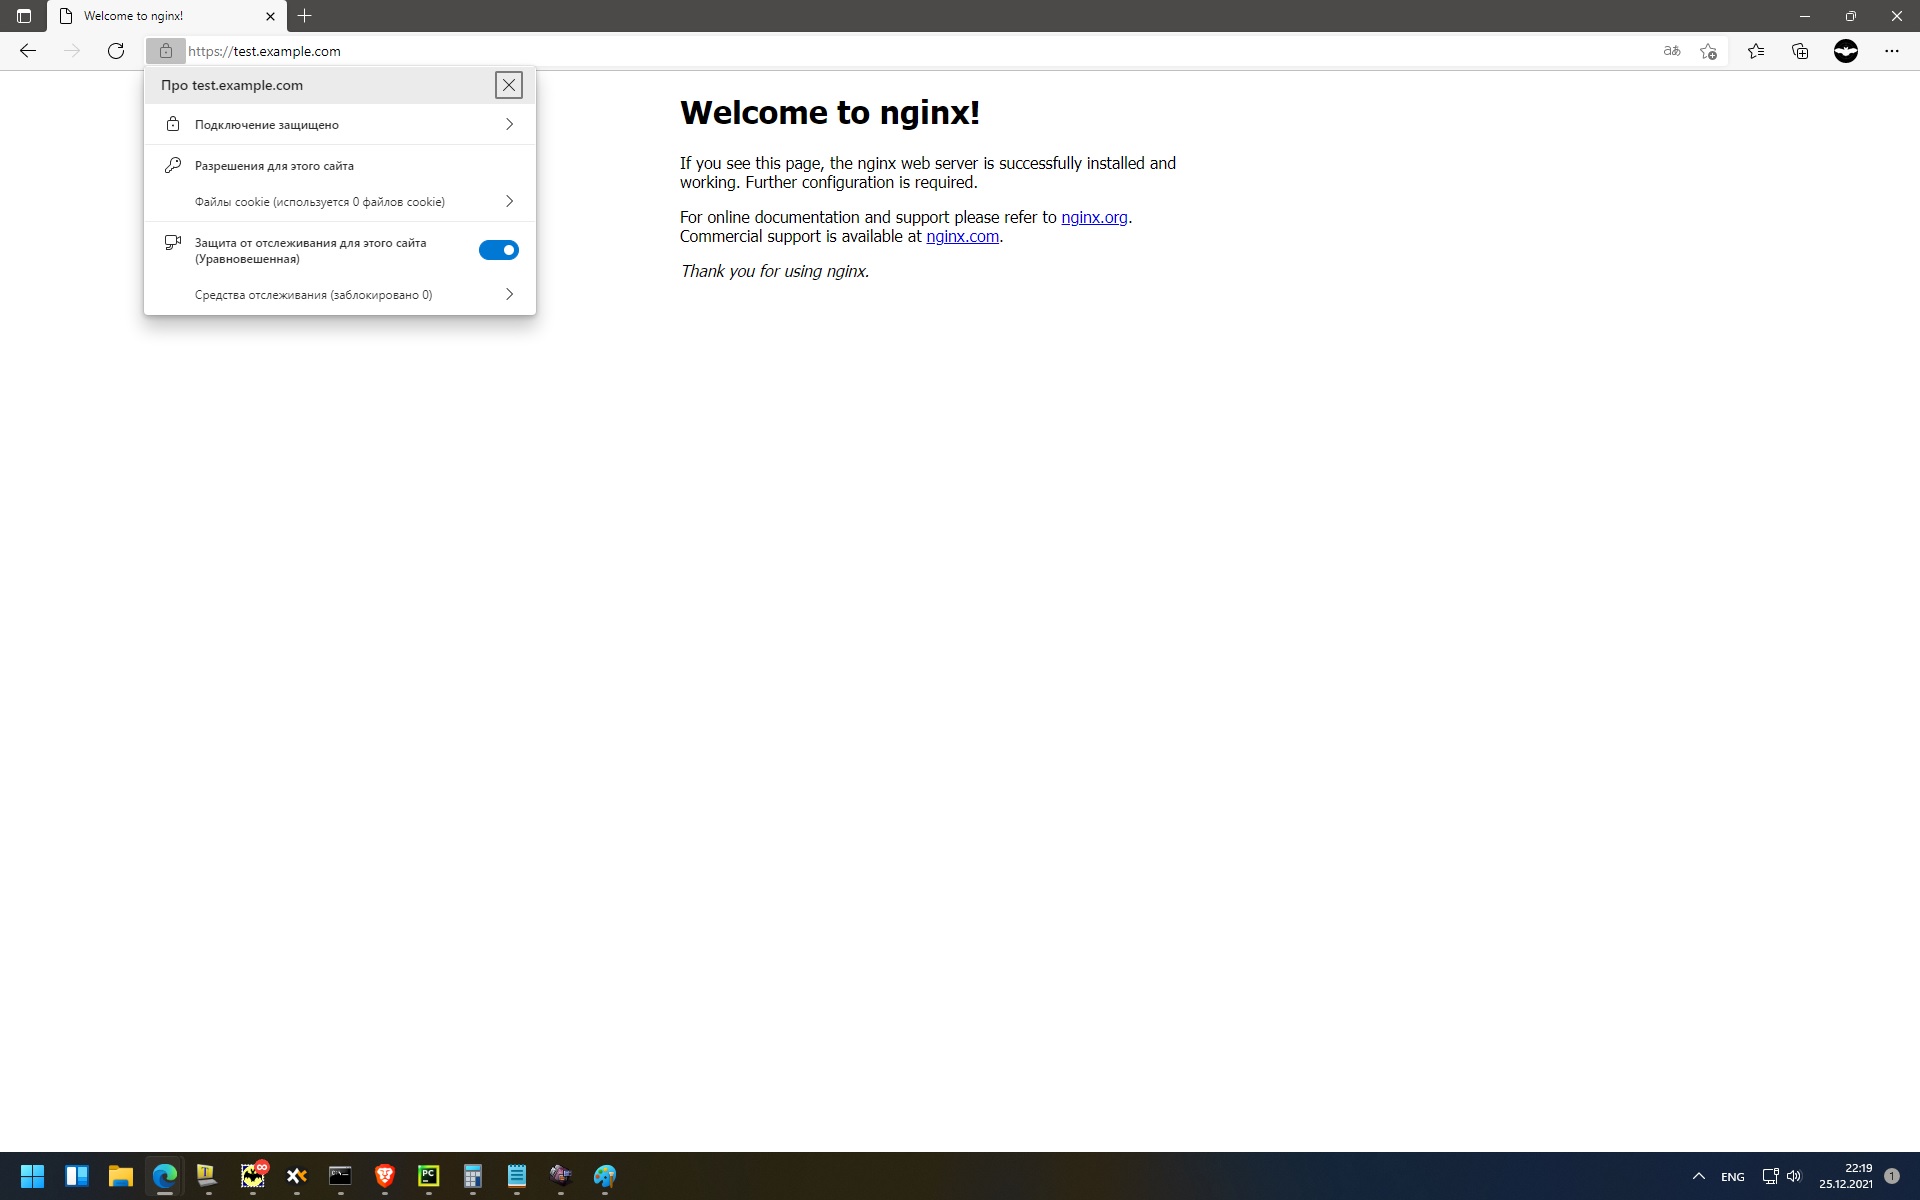 Welcome to nginx!
https://test.example.com
аあ
Про test.example.com
Подключение защищено
Разрешения для этого сайта
Файлы cookie (используется 0 файлов cookie)
Защита от отслеживания для этого сайта
(Уравновешенная)
Средства отслеживания (заблокировано 0)
Welcome to nginx!
If you see this page, the nginx web server is successfully installed and
working. Further configuration is required.
For online documentation and support please refer to nginx.org.
Commercial support is available at nginx.com.
Thank you for using nginx.
PC
ENG
22:19
25.12.2021
1